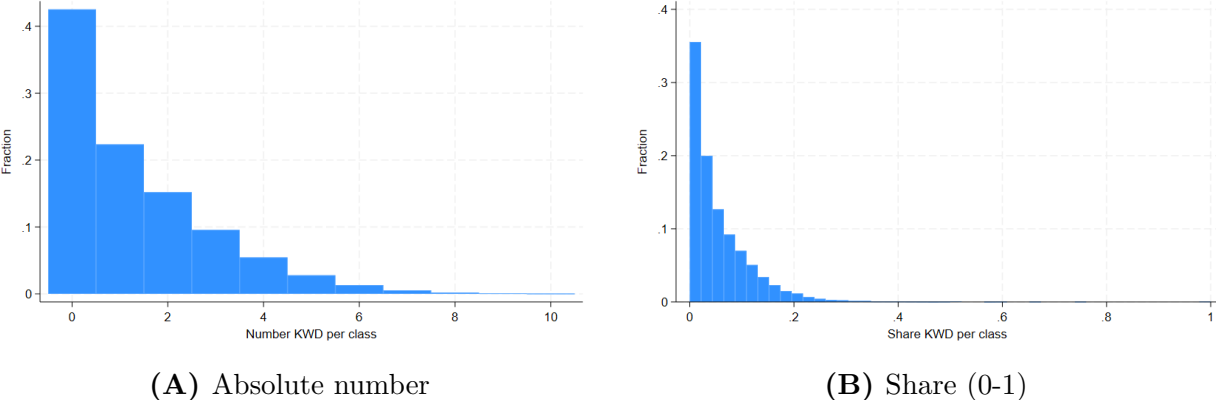 .4
.3
.2
.1
0
Fraction
0 2 4 6 8 10
Number KWD per class
(A) Absolute number
.4
.3
.2
.1
0
Fraction
0 .2 .4 .6 .8 1
Share KWD per class
(B) Share (0-1)